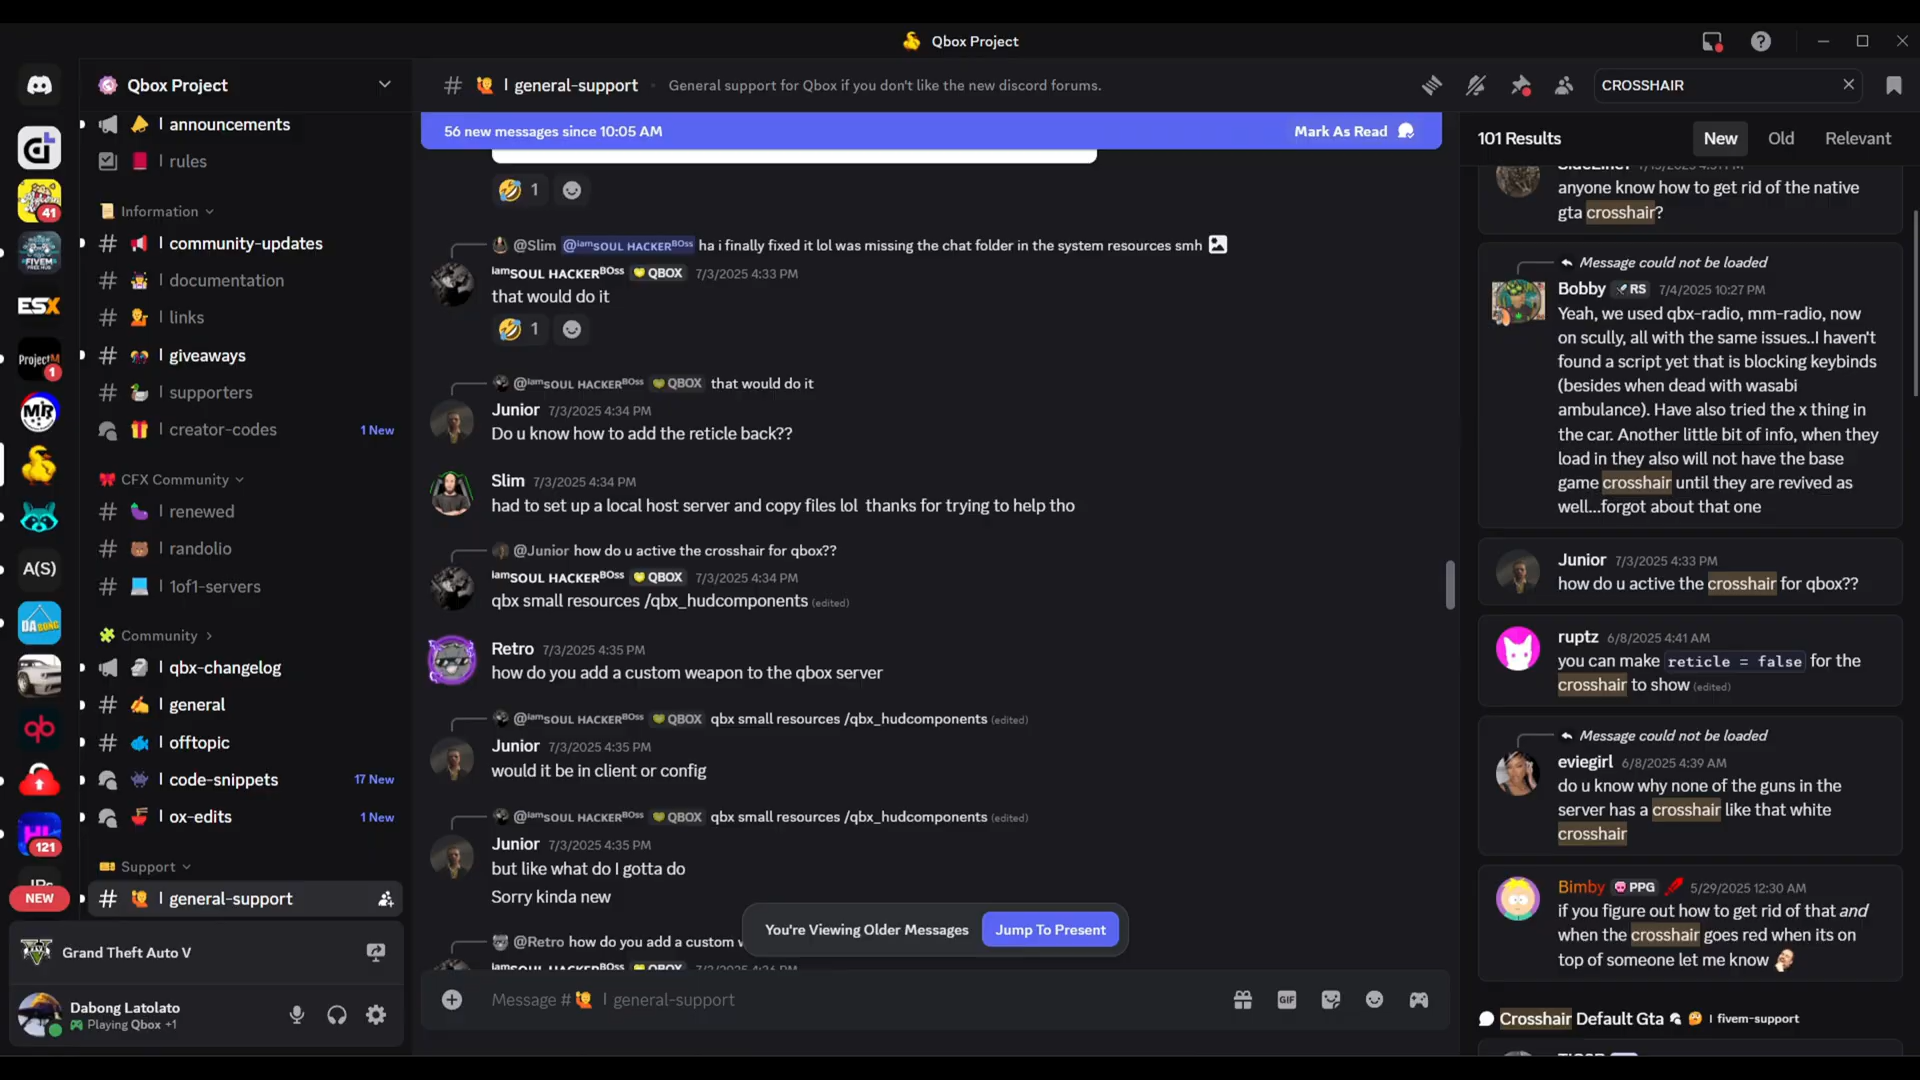 Qbox Project
Qbox Project
general-support
General support for Qbox if you don't like the new discord forums.
CROSSHAIR
announcements
rules
Information
community-updates
documentation
links
giveaways
supporters
creator-codes
1 New
CFX Community
renewed
randolio
1of1-servers
Community
qbx-changelog
general
offtopic
code-snippets
17 New
ox-edits
1 New
Support
general-support
41
FIVEM
ESX
ProjectM
1
MR
A(S)
DABONG
qb
HL
121
NEW
Grand Theft Auto V
Dabong Latolato
Playing Qbox +1
56 new messages since 10:05 AM
Mark As Read
1
@Slim @iamSOUL HACKERBOss ha i finally fixed it lol was missing the chat folder in the system resources smh
iamSOUL HACKERBOss QBOX 7/3/2025 4:33 PM
that would do it
1
@iamSOUL HACKERBOss QBOX that would do it
Junior 7/3/2025 4:34 PM
Do u know how to add the reticle back??
Slim 7/3/2025 4:34 PM
had to set up a local host server and copy files lol thanks for trying to help tho
@Junior how do u active the crosshair for qbox??
iamSOUL HACKERBOss QBOX 7/3/2025 4:34 PM
qbx small resources /qbx_hudcomponents (edited)
Retro 7/3/2025 4:35 PM
how do you add a custom weapon to the qbox server
@iamSOUL HACKERBOss QBOX qbx small resources /qbx_hudcomponents (edited)
Junior 7/3/2025 4:35 PM
would it be in client or config
@iamSOUL HACKERBOss QBOX qbx small resources /qbx_hudcomponents (edited)
Junior 7/3/2025 4:35 PM
but like what do I gotta do
Sorry kinda new
@Retro how do you add a custom
iamSOUL HACKERBOss QBOX 7/3/2025 4:36 PM
You're Viewing Older Messages
Jump To Present
Message # general-support
GIF
101 Results
New
Old
Relevant
anyone know how to get rid of the native
gta crosshair?
Message could not be loaded
Bobby RS 7/4/2025 10:27 PM
Yeah, we used qbx-radio, mm-radio, now
on scully, all with the same issues..I haven't
found a script yet that is blocking keybinds
(besides when dead with wasabi
ambulance). Have also tried the x thing in
the car. Another little bit of info, when they
load in they also will not have the base
game crosshair until they are revived as
well...forgot about that one
Junior 7/3/2025 4:33 PM
how do u active the crosshair for qbox??
ruptz 6/8/2025 4:41 AM
you can make reticle = false for the
crosshair to show (edited)
Message could not be loaded
eviegirl 6/8/2025 4:39 AM
do u know why none of the guns in the
server has a crosshair like that white
crosshair
Bimby PPG 5/29/2025 12:30 AM
if you figure out how to get rid of that and
when the crosshair goes red when its on
top of someone let me know
Crosshair Default Gta fivem-support